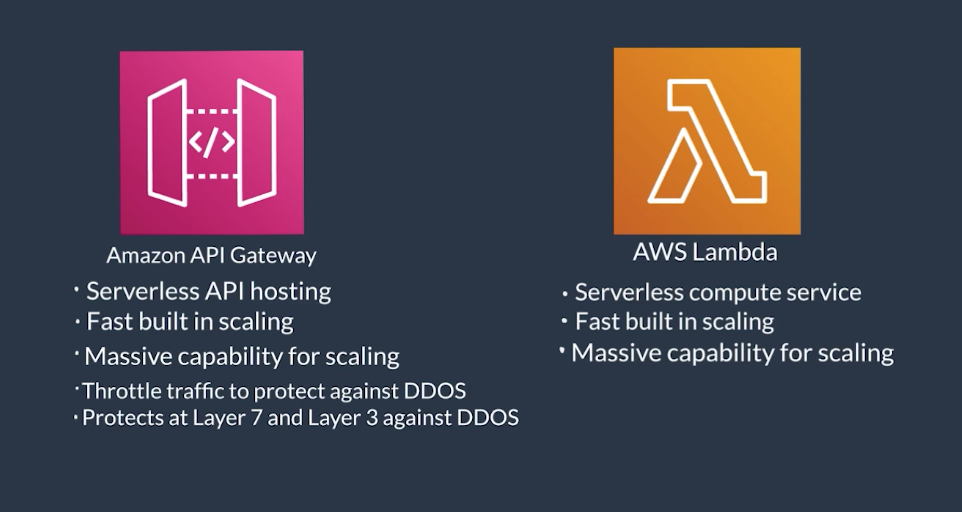 </>
Amazon API Gateway
· Serverless API hosting
· Fast built in scaling
· Massive capability for scaling
· Throttle traffic to protect against DDOS
· Protects at Layer 7 and Layer 3 against DDOS
AWS Lambda
· Serverless compute service
· Fast built in scaling
· Massive capability for scaling